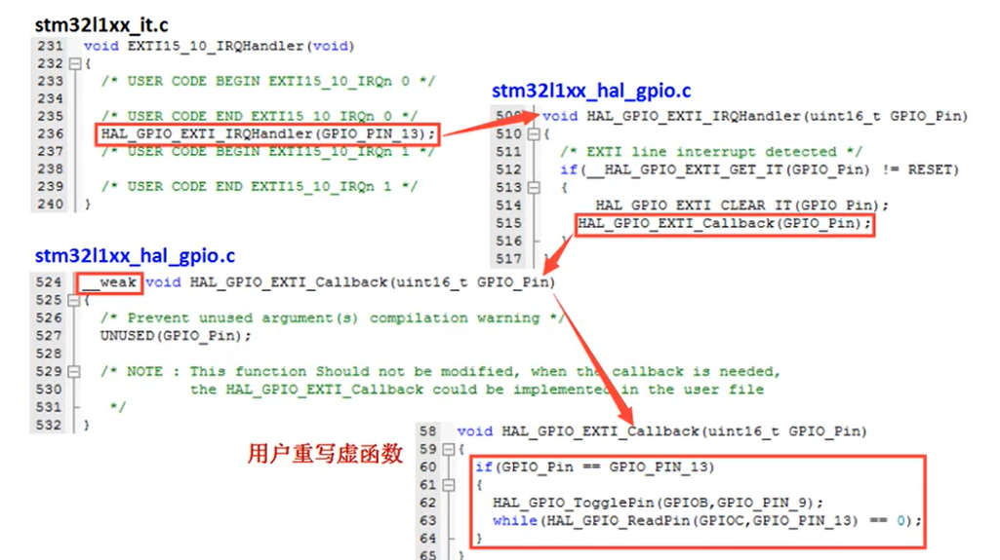 stm32l1xx_it.c
231 void EXTI15_10_IRQHandler(void)
232 {
233 /* USER CODE BEGIN EXTI15_10_IRQn 0 */
234
235 /* USER CODE END EXTI15_10_IRQn 0 */
236 HAL_GPIO_EXTI_IRQHandler(GPIO_PIN_13);
237 /* USER CODE BEGIN EXTI15_10_IRQn 1 */
238
239 /* USER CODE END EXTI15_10_IRQn 1 */
240 }
stm32l1xx_hal_gpio.c
509 void HAL_GPIO_EXTI_IRQHandler(uint16_t GPIO_Pin)
510 {
511 /* EXTI line interrupt detected */
512 if(__HAL_GPIO_EXTI_GET_IT(GPIO_Pin) != RESET)
513 {
514 __HAL_GPIO_EXTI_CLEAR_IT(GPIO_Pin);
515 HAL_GPIO_EXTI_Callback(GPIO_Pin);
516 }
517 }
stm32l1xx_hal_gpio.c
524 __weak void HAL_GPIO_EXTI_Callback(uint16_t GPIO_Pin)
525 {
526 /* Prevent unused argument(s) compilation warning */
527 UNUSED(GPIO_Pin);
528
529 /* NOTE : This function Should not be modified, when the callback is needed,
530 the HAL_GPIO_EXTI_Callback could be implemented in the user file
531 */
532 }
用户重写虚函数
58 void HAL_GPIO_EXTI_Callback(uint16_t GPIO_Pin)
59 {
60 if(GPIO_Pin == GPIO_PIN_13)
61 {
62 HAL_GPIO_TogglePin(GPIOB,GPIO_PIN_9);
63 while(HAL_GPIO_ReadPin(GPIOC,GPIO_PIN_13) == 0);
64 }
65 }